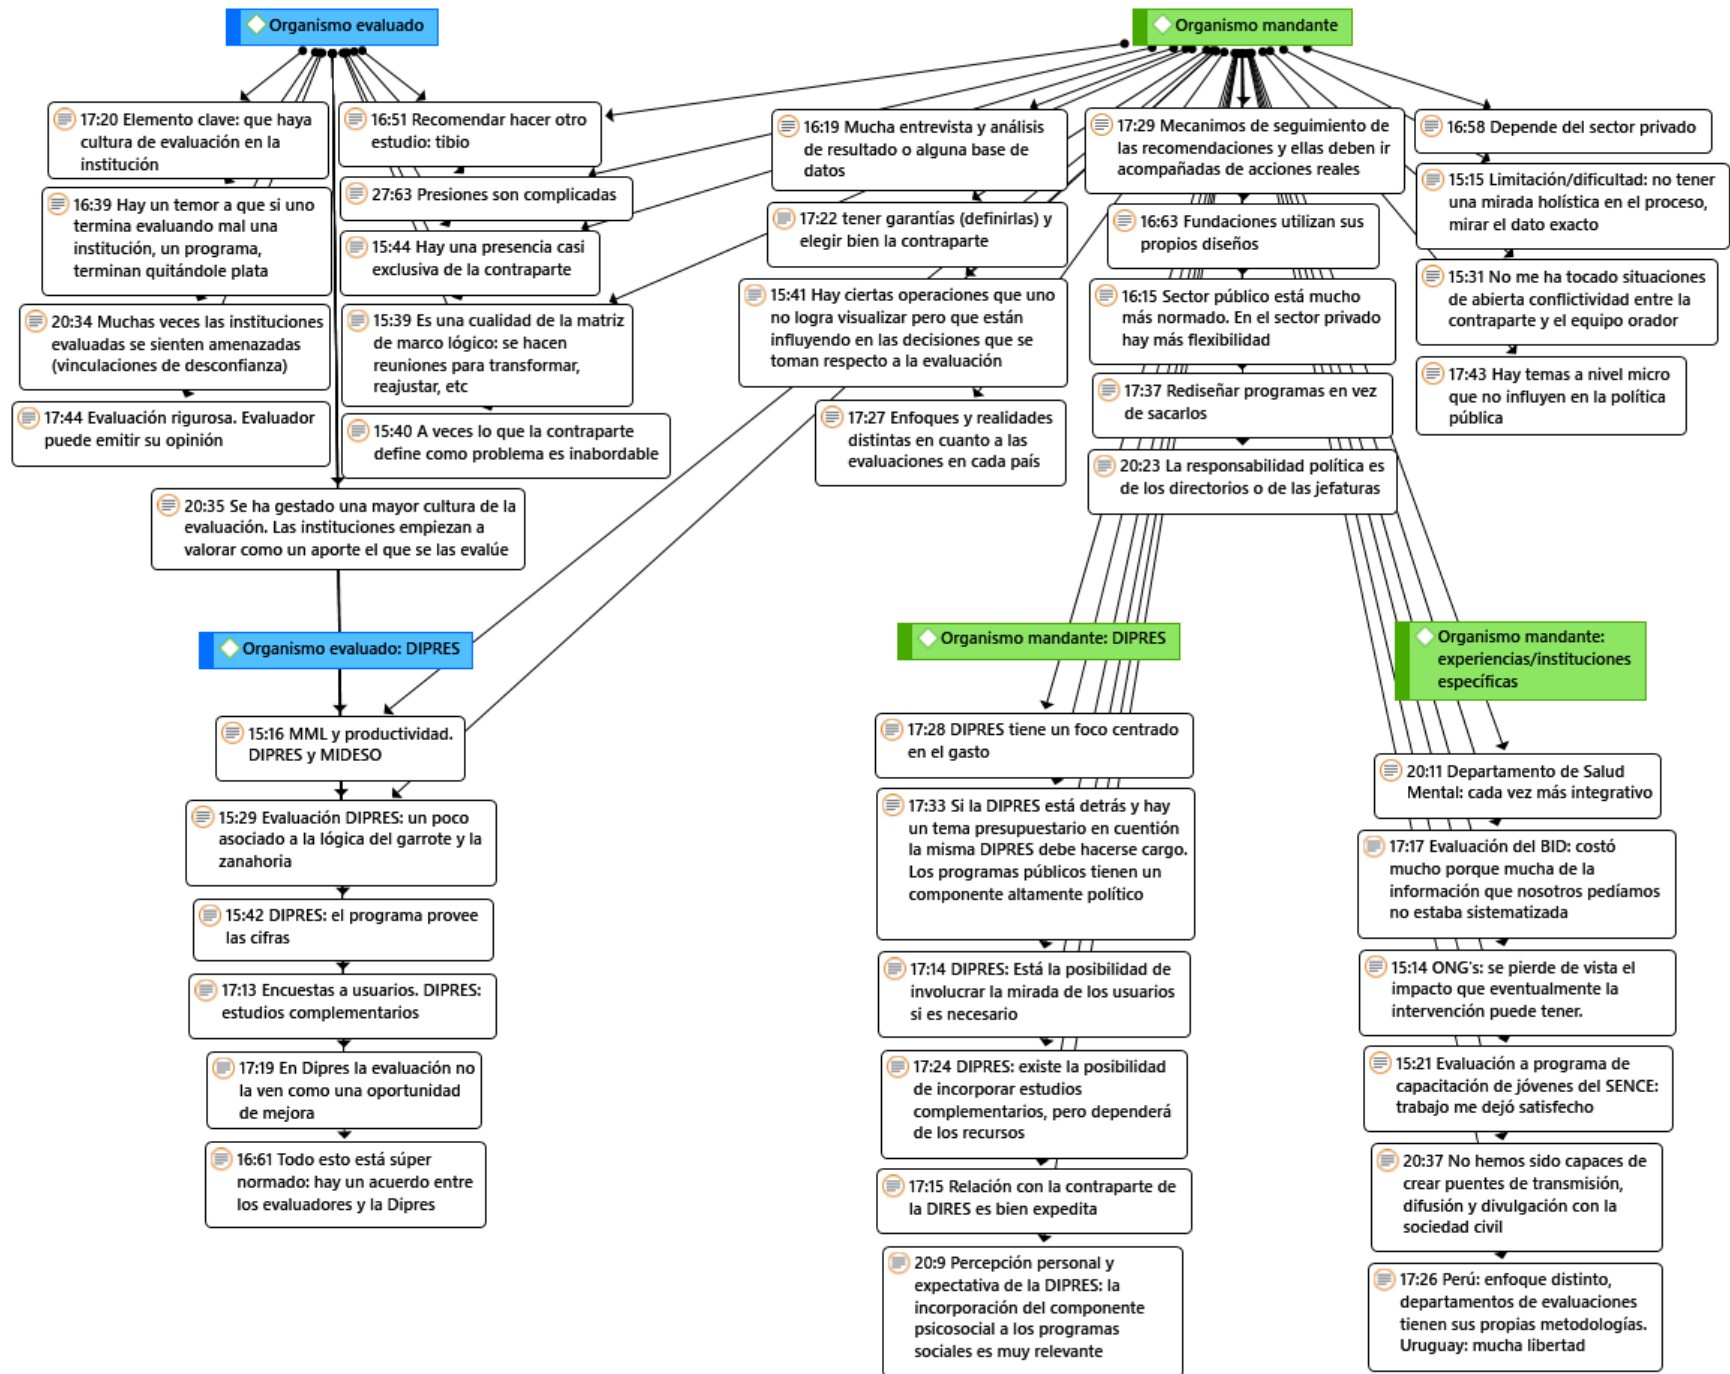 Organismo evaluado
Organismo mandante
17:20 Elemento clave: que haya
cultura de evaluación en la
institución
16:39 Hay un temor a que si uno
termina evaluando mal una
institución, un programa,
terminan quitándole plata
20:34 Muchas veces las instituciones
evaluadas se sienten amenazadas
(vinculaciones de desconfianza)
17:44 Evaluación rigurosa. Evaluador
puede emitir su opinión
16:51 Recomendar hacer otro
estudio: tibio
27:63 Presiones son complicadas
15:44 Hay una presencia casi
exclusiva de la contraparte
15:39 Es una cualidad de la matriz
de marco lógico: se hacen
reuniones para transformar,
reajustar, etc
15:40 A veces lo que la contraparte
define como problema es inabordable
20:35 Se ha gestado una mayor cultura de la
evaluación. Las instituciones empiezan a
valorar como un aporte el que se las evalúe
16:19 Mucha entrevista y análisis
de resultado o alguna base de
datos
17:22 tener garantías (definirlas) y
elegir bien la contraparte
15:41 Hay ciertas operaciones que uno
no logra visualizar pero que están
influyendo en las decisiones que se
toman respecto a la evaluación
17:27 Enfoques y realidades
distintas en cuanto a las
evaluaciones en cada país
17:29 Mecanimos de seguimiento de
las recomendaciones y ellas deben ir
acompañadas de acciones reales
16:63 Fundaciones utilizan sus
propios diseños
16:15 Sector público está mucho
más normado. En el sector privado
hay más flexibilidad
17:37 Rediseñar programas en vez
de sacarlos
20:23 La responsabilidad política es
de los directorios o de las jefaturas
16:58 Depende del sector privado
15:15 Limitación/dificultad: no tener
una mirada holística en el proceso,
mirar el dato exacto
15:31 No me ha tocado situaciones
de abierta conflictividad entre la
contraparte y el equipo orador
17:43 Hay temas a nivel micro
que no influyen en la política
pública
Organismo evaluado: DIPRES
15:16 MML y productividad.
DIPRES y MIDESO
15:29 Evaluación DIPRES: un poco
asociado a la lógica del garrote y la
zanahoria
15:42 DIPRES: el programa provee
las cifras
17:13 Encuestas a usuarios. DIPRES:
estudios complementarios
17:19 En Dipres la evaluación no
la ven como una oportunidad
de mejora
16:61 Todo esto está súper
normado: hay un acuerdo entre
los evaluadores y la Dipres
Organismo mandante: DIPRES
17:28 DIPRES tiene un foco centrado
en el gasto
17:33 Si la DIPRES está detrás y hay
un tema presupuestario en cuentión
la misma DIPRES debe hacerse cargo.
Los programas públicos tienen un
componente altamente político
17:14 DIPRES: Está la posibilidad de
involucrar la mirada de los usuarios
si es necesario
17:24 DIPRES: existe la posibilidad
de incorporar estudios
complementarios, pero dependerá
de los recursos
17:15 Relación con la contraparte de
la DIRES es bien expedita
20:9 Percepción personal y
expectativa de la DIPRES: la
incorporación del componente
psicosocial a los programas
sociales es muy relevante
Organismo mandante:
experiencias/instituciones
específicas
20:11 Departamento de Salud
Mental: cada vez más integrativo
17:17 Evaluación del BID: costó
mucho porque mucha de la
información que nosotros pedíamos
no estaba sistematizada
15:14 ONG's: se pierde de vista el
impacto que eventualmente la
intervención puede tener.
15:21 Evaluación a programa de
capacitación de jóvenes del SENCE:
trabajo me dejó satisfecho
20:37 No hemos sido capaces de
crear puentes de transmisión,
difusión y divulgación con la
sociedad civil
17:26 Perú: enfoque distinto,
departamentos de evaluaciones
tienen sus propias metodologías.
Uruguay: mucha libertad